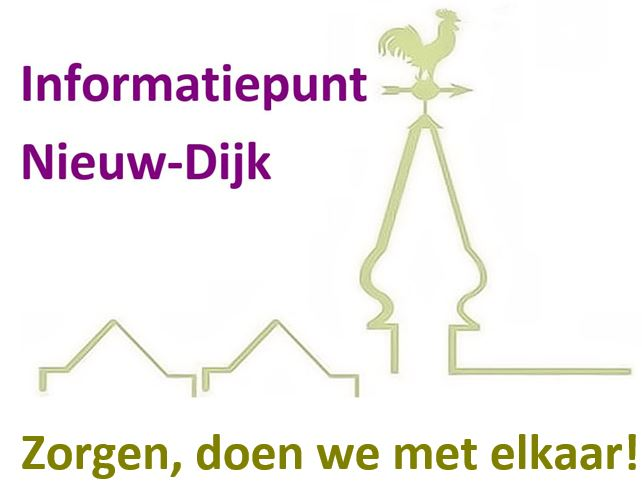 Informatiepunt
Nieuw-Dijk
Zorgen, doen we met elkaar!